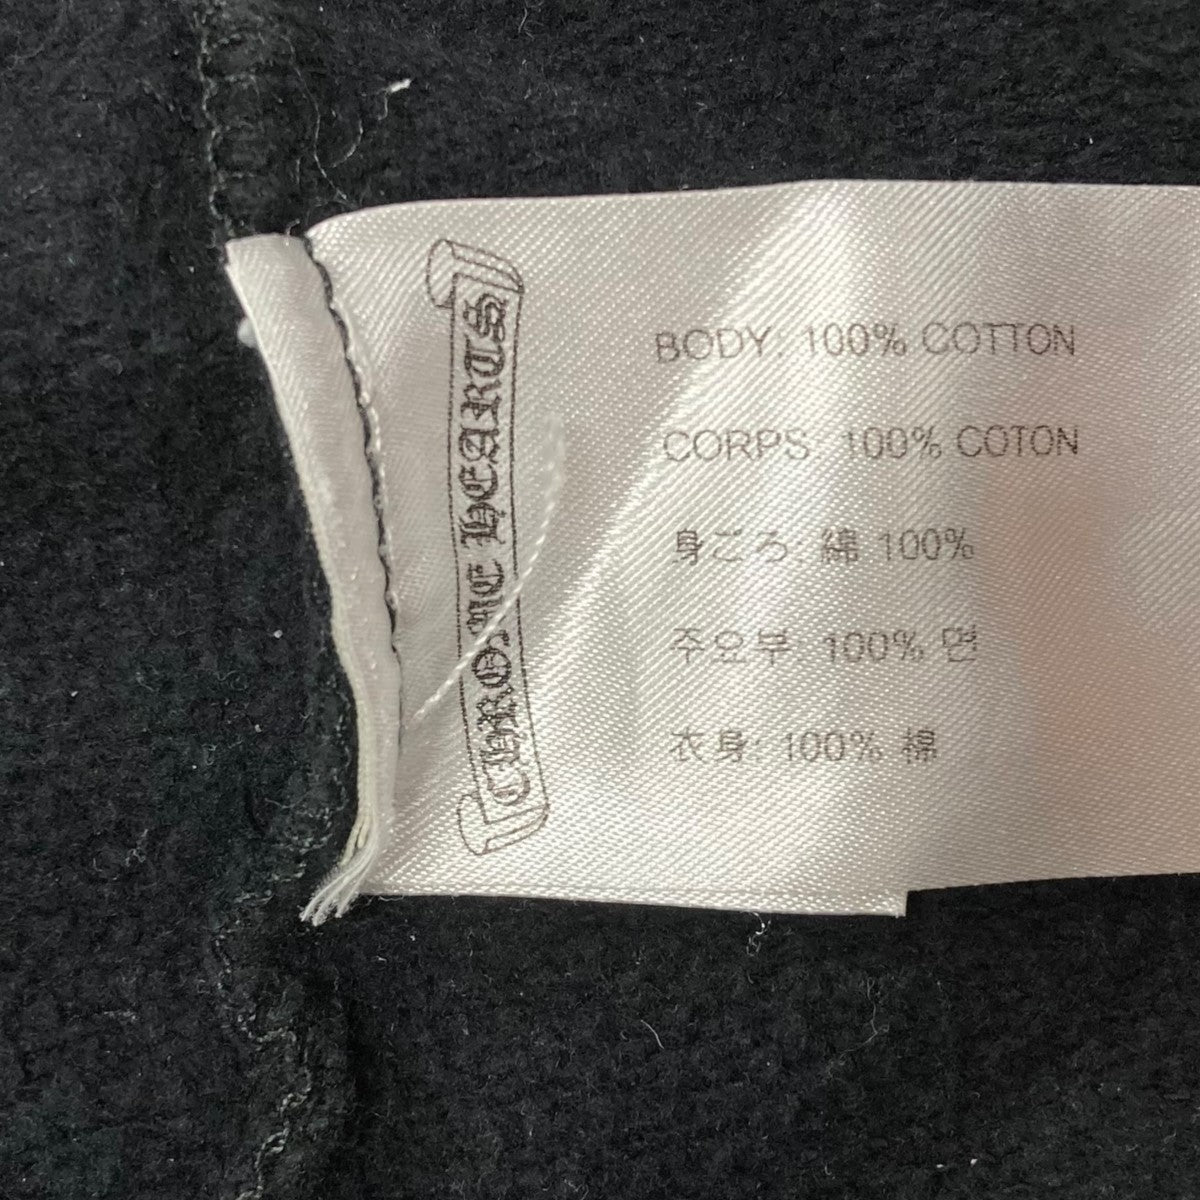 CHROME HEARTS
BODY: 100% COTTON
CORPS: 100% COTON
身ごろ: 綿 100%
주요부: 100% 면
衣身: 100% 棉